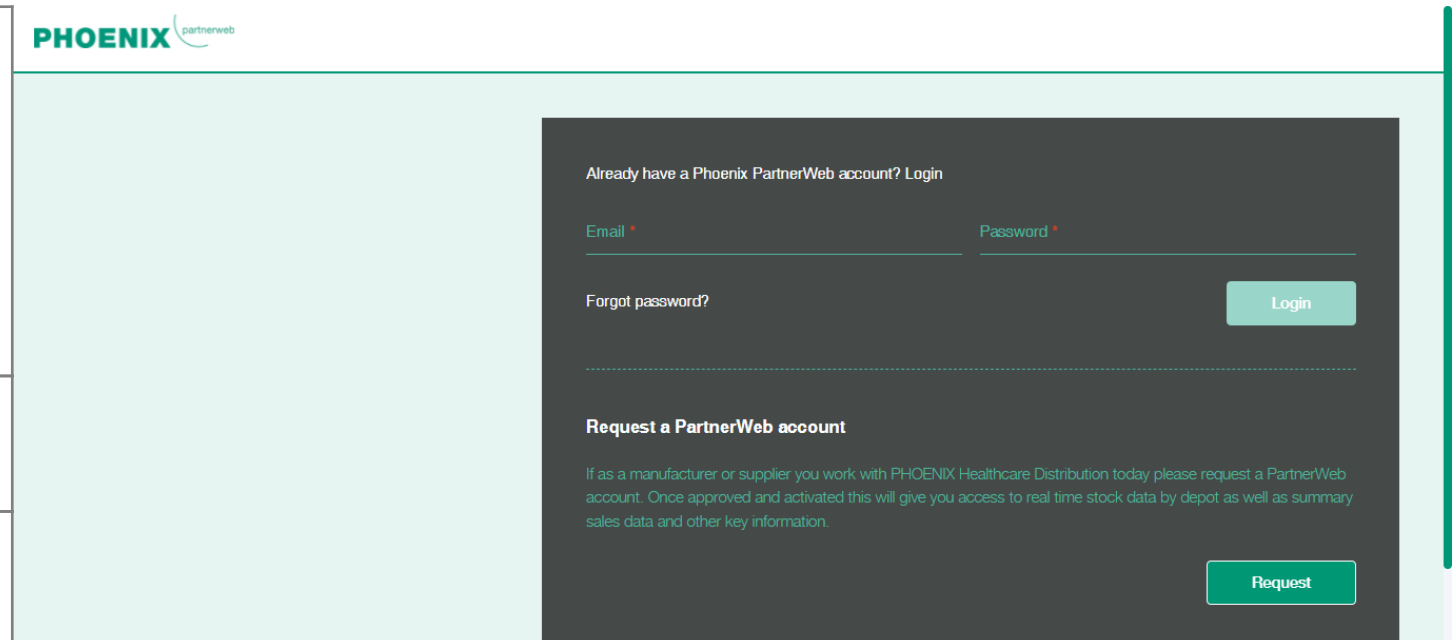 PHOENIX partnerweb
Already have a Phoenix PartnerWeb account? Login
Email * Password *
Forgot password? Login
Request a PartnerWeb account
If as a manufacturer or supplier you work with PHOENIX Healthcare Distribution today please request a PartnerWeb
account. Once approved and activated this will give you access to real time stock data by depot as well as summary
sales data and other key information.
Request